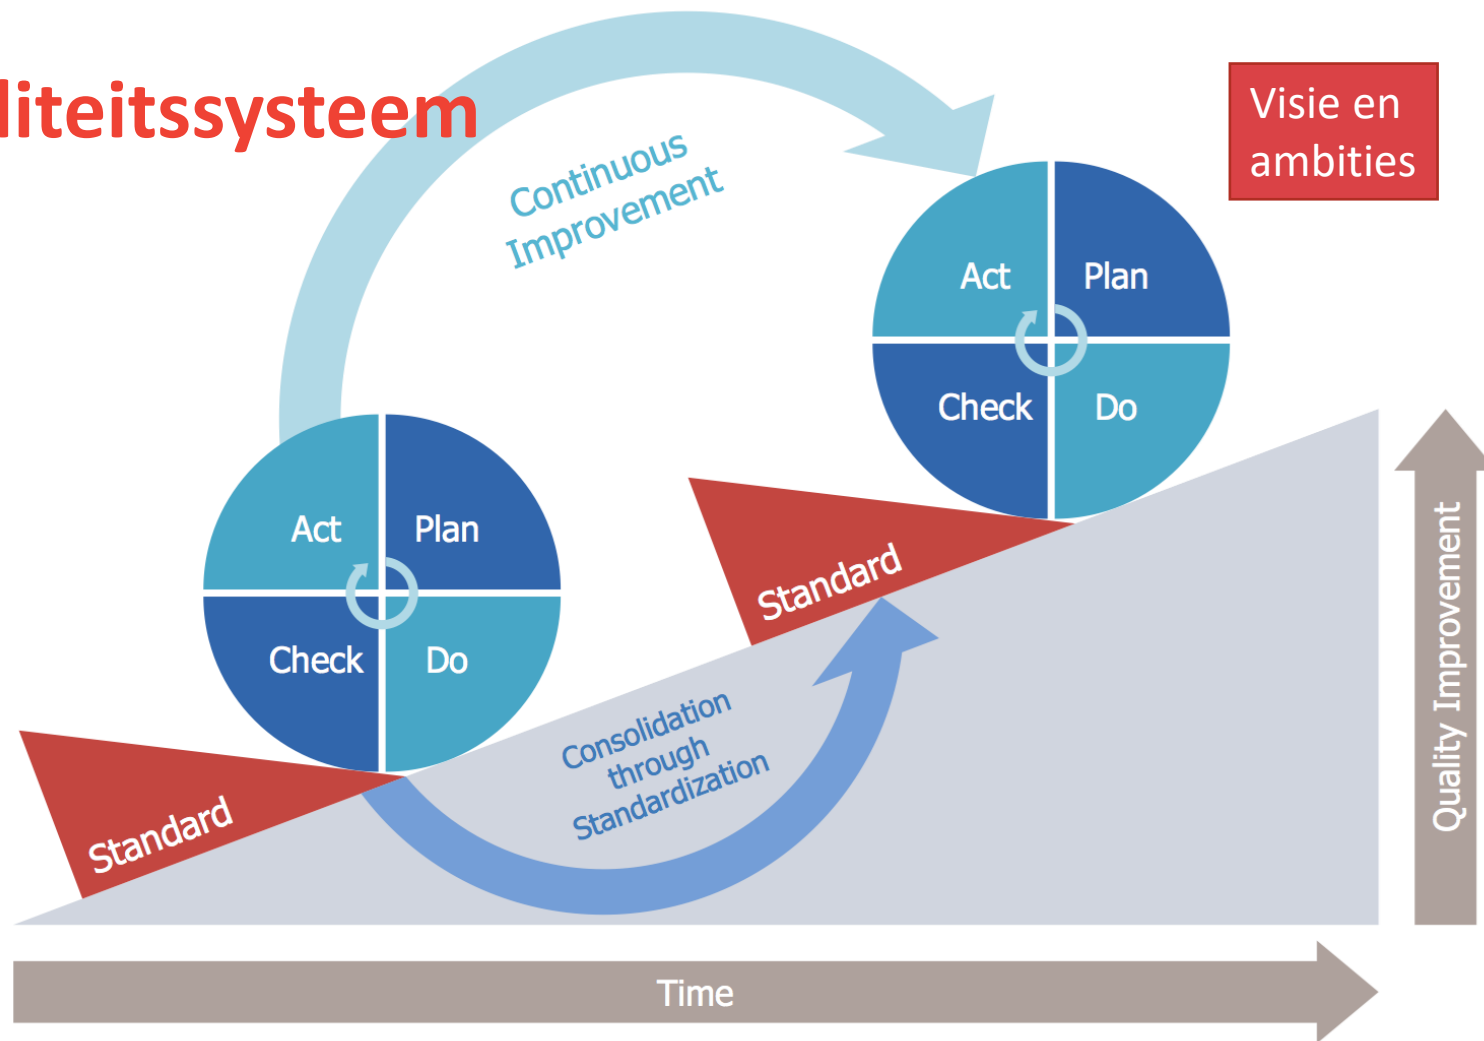 liteitssysteem
Visie en
ambities
Continuous
Improvement
Act
Plan
Check
Do
Act
Plan
Check
Do
Standard
Standard
Consolidation
through
Standardization
Quality Improvement
Time